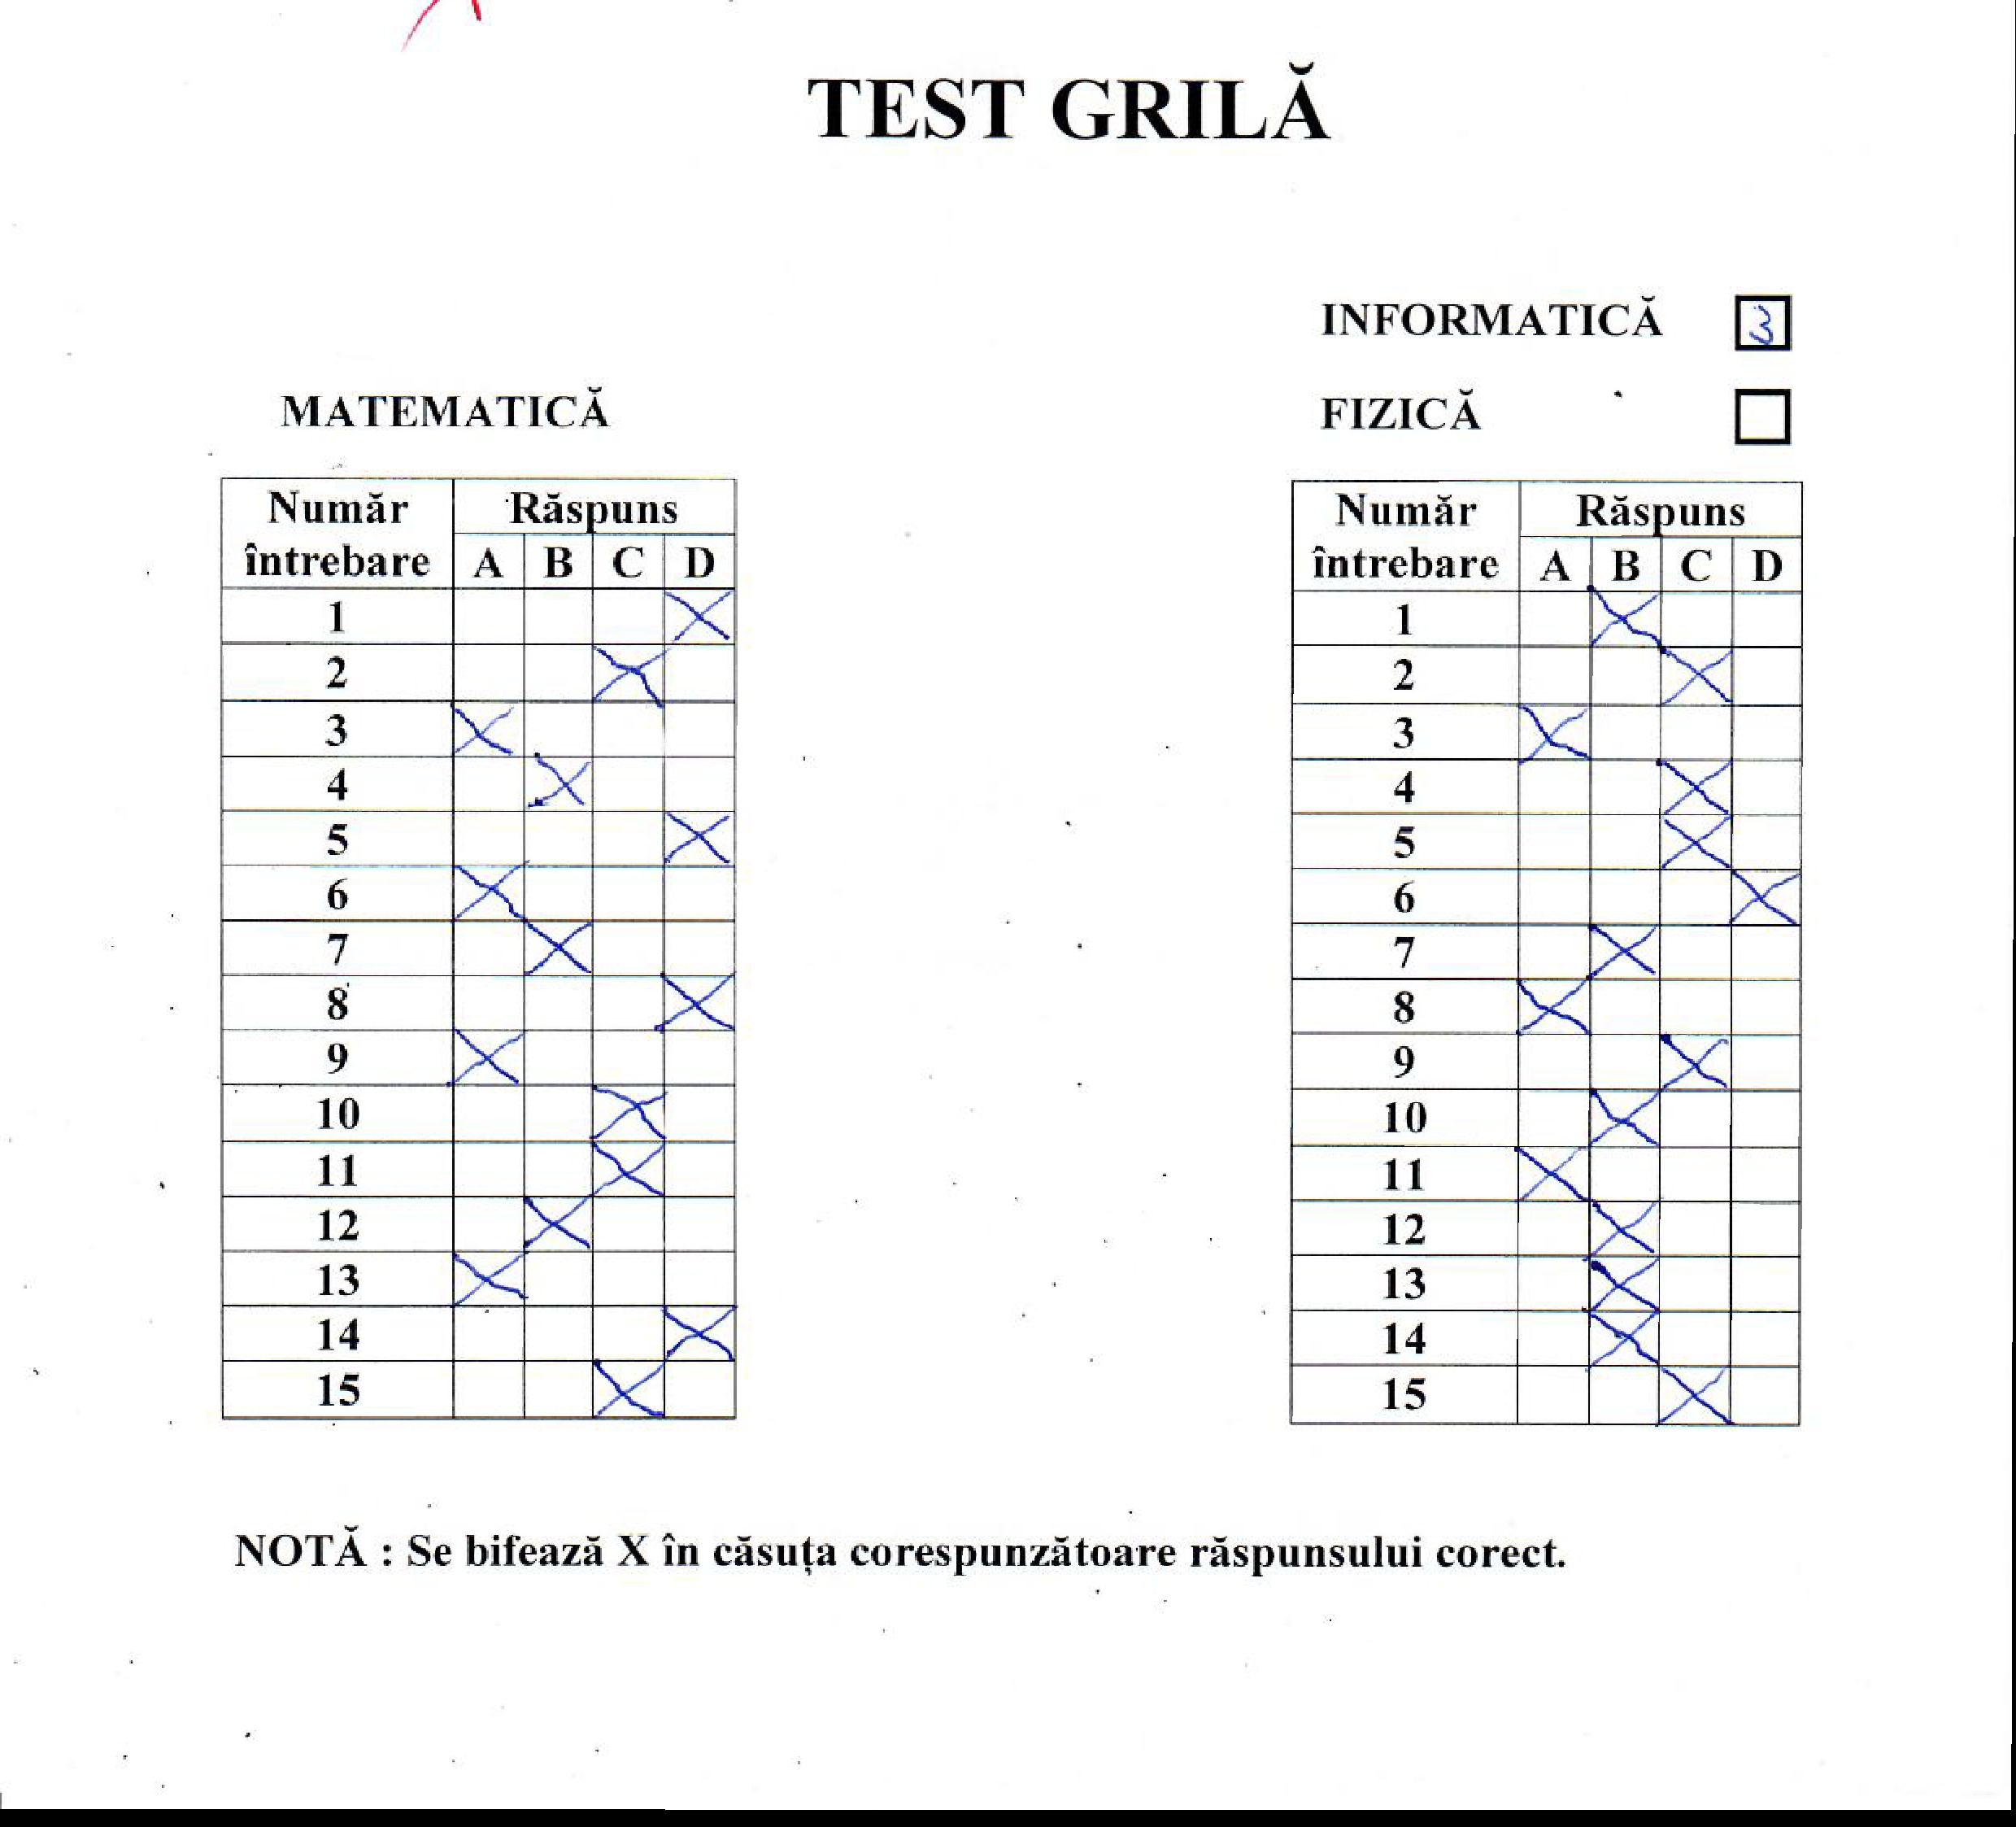 TEST GRILĂ
INFORMATICĂ 3
MATEMATICĂ
FIZICĂ
Număr întrebare Răspuns
A B C D
1 X
2 X
3 X
4 X
5 X
6 X
7 X
8 X
9 X
10 X
11 X
12 X
13 X
14 X
15 X
Număr întrebare Răspuns
A B C D
1 X
2 X
3 X
4 X
5 X
6 X
7 X
8 X
9 X
10 X
11 X
12 X
13 X
14 X
15 X
NOTĂ : Se bifează X în căsuța corespunzătoare răspunsului corect.